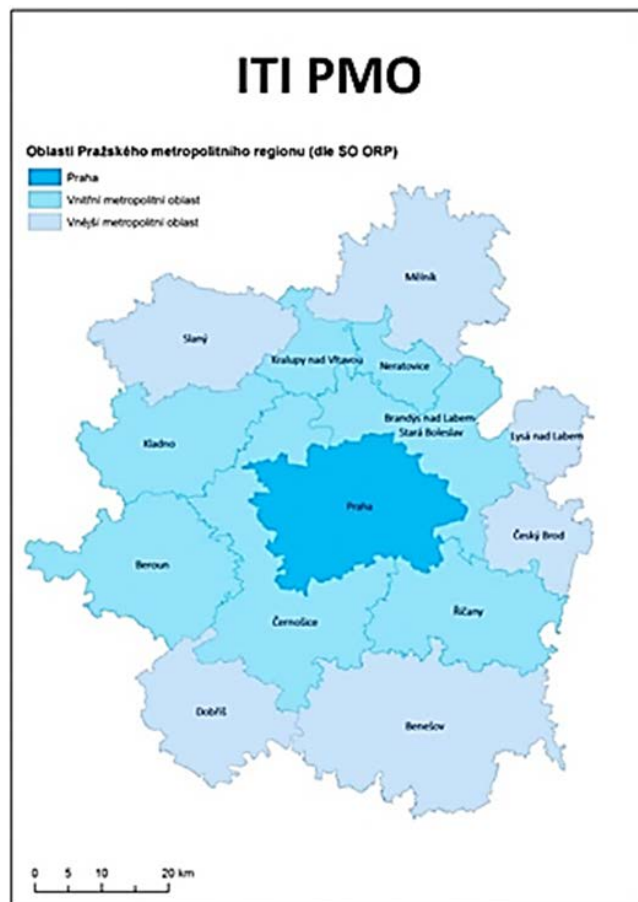 ITI PMO
Oblasti Pražského metropolitního regionu (dle SO ORP)
Praha
Vnitřní metropolitní oblast
Vnější metropolitní oblast
Mělník
Slaný
Kralupy nad Vltavou
Neratovice
Brandýs nad Labem-
Stará Boleslav
Kladno
Lysá nad Labem
Praha
Český Brod
Beroun
Černošice
Říčany
Dobříš
Benešov
0 5 10 20 km